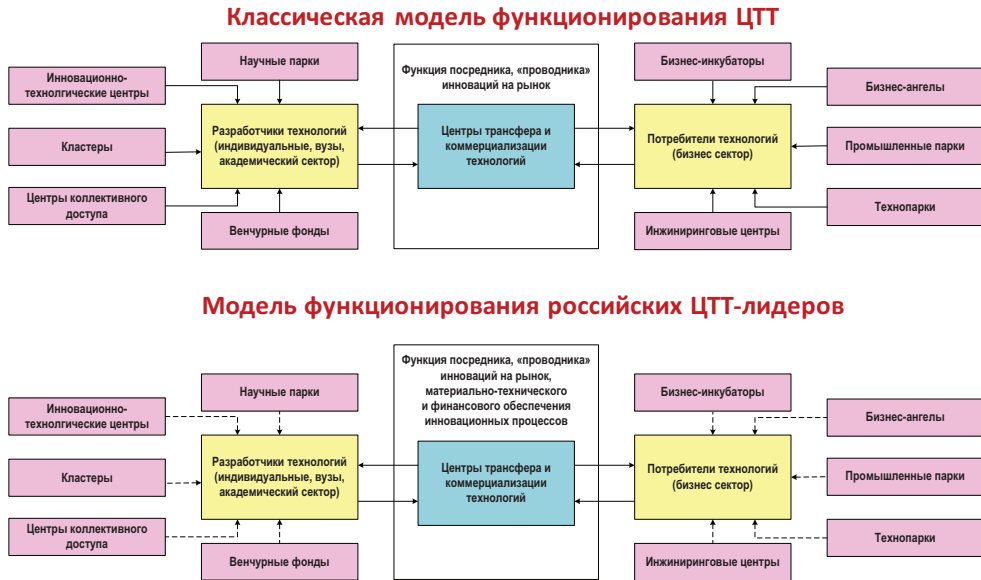 Классическая модель функционирования ЦТТ
Научные парки
Инновационно-
технолгические центры
Кластеры
Центры коллективного
доступа
Разработчики технологий
(индивидуальные, вузы,
академический сектор)
Венчурные фонды
Функция посредника, «проводника»
инноваций на рынок
Центры трансфера и
коммерциализации
технологий
Бизнес-инкубаторы
Потребители технологий
(бизнес сектор)
Инжиниринговые центры
Бизнес-ангелы
Промышленные парки
Технопарки
Модель функционирования российских ЦТТ-лидеров
Научные парки
Инновационно-
технолгические центры
Кластеры
Центры коллективного
доступа
Разработчики технологий
(индивидуальные, вузы,
академический сектор)
Венчурные фонды
Функция посредника, «проводника»
инноваций на рынок,
материально-технического
и финансового обеспечения
инновационных процессов
Центры трансфера и
коммерциализации
технологий
Бизнес-инкубаторы
Потребители технологий
(бизнес сектор)
Инжиниринговые центры
Бизнес-ангелы
Промышленные парки
Технопарки